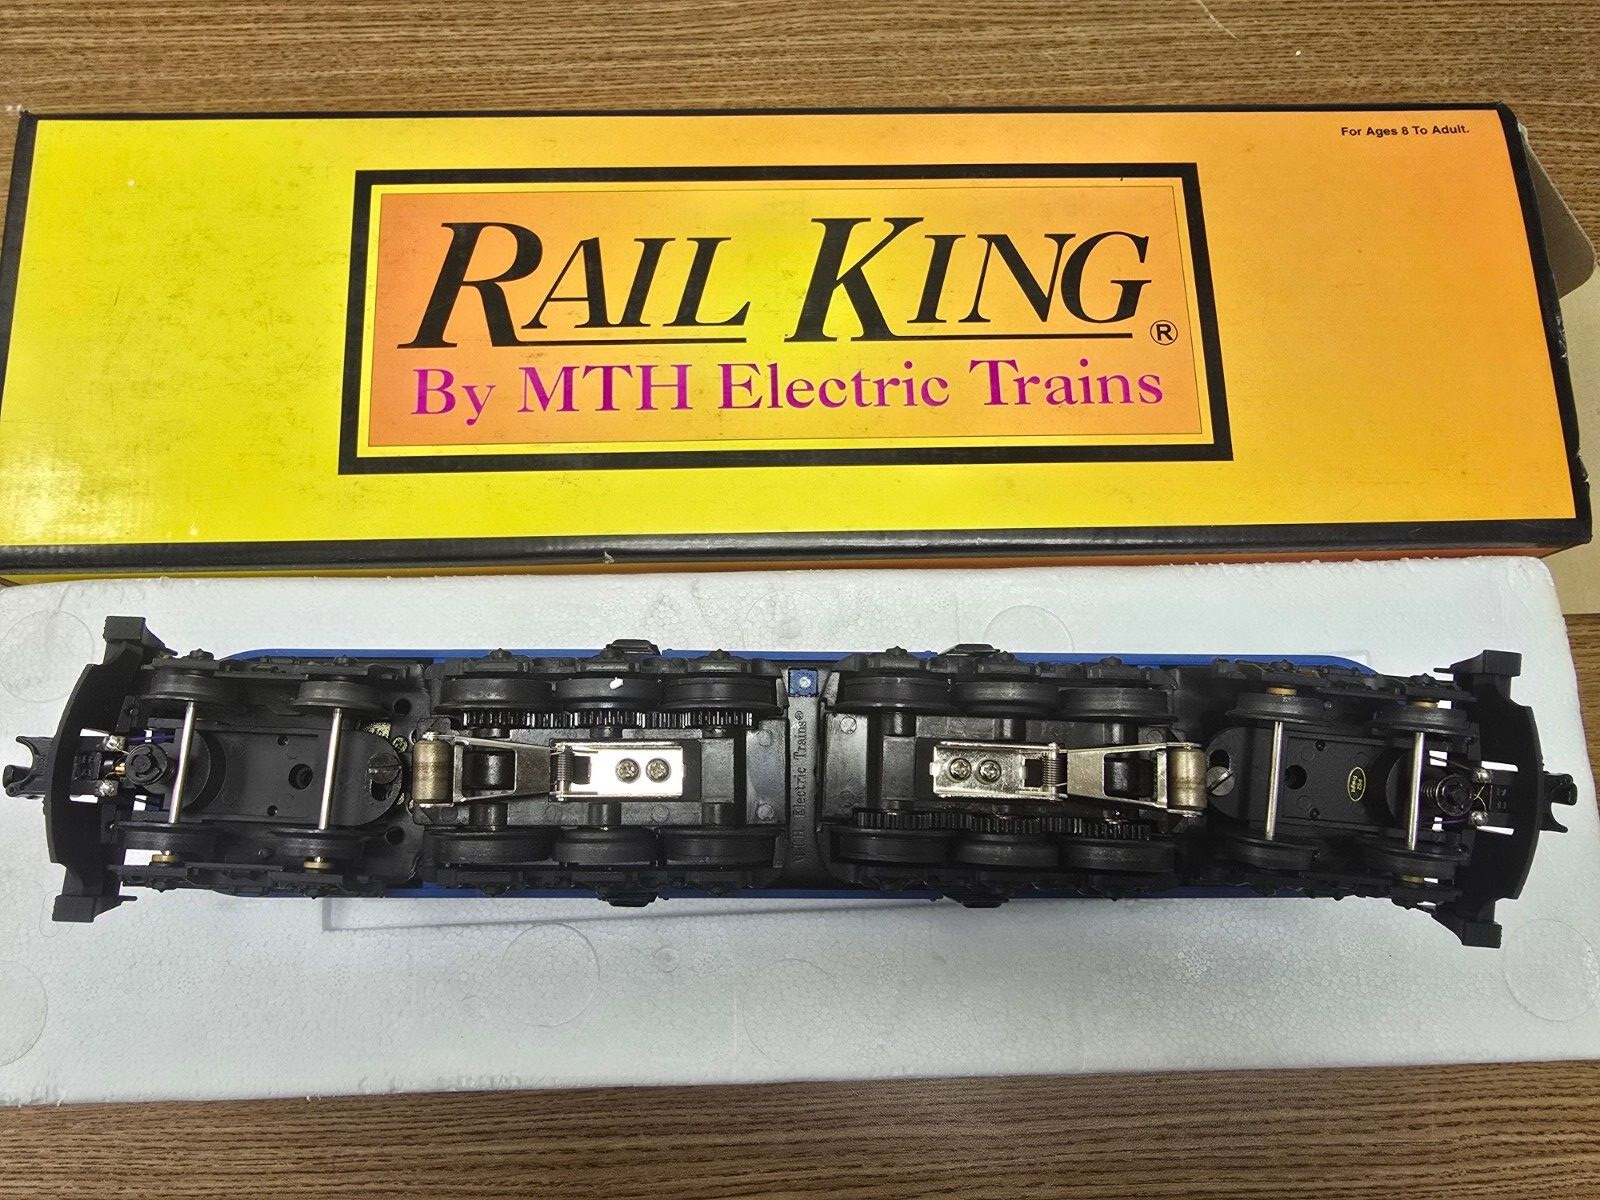 For Ages 8 To Adult.
RAIL KING®
By MTH Electric Trains
MTH Electric Trains®